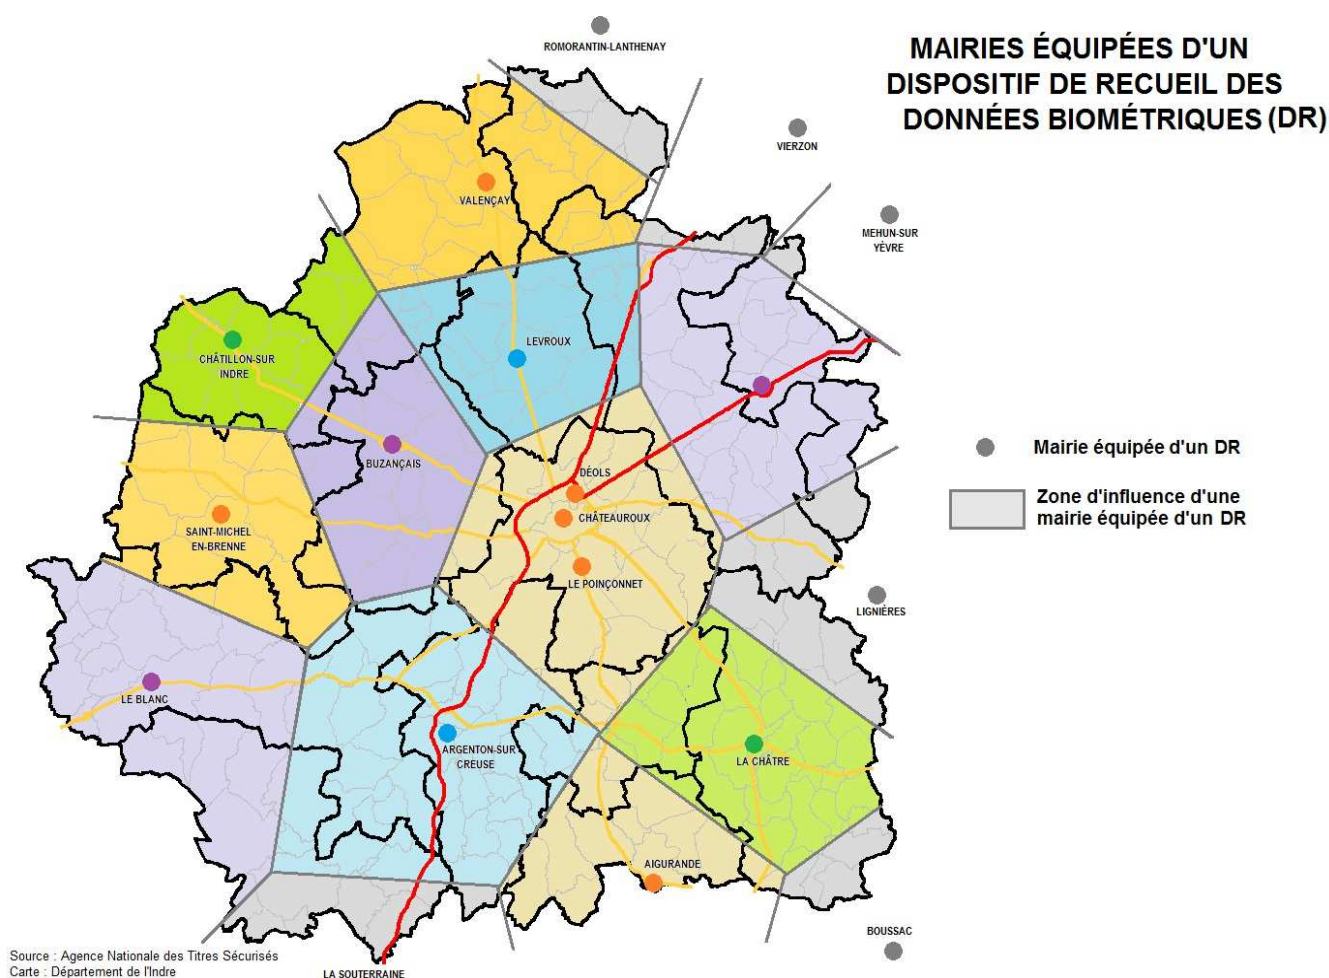 MAIRIES ÉQUIPÉES D'UN
DISPOSITIF DE RECUEIL DES
DONNÉES BIOMÉTRIQUES (DR)
ROMORANTIN-LANTHENAY
VIERZON
VALENÇAY
MEHUN-SUR
YÈVRE
LEVROUX
CHÂTILLON-SUR
INDRE
BUZANÇAIS
DÉOLS
CHÂTEAUROUX
SAINT-MICHEL
EN-BRENNE
LE POINÇONNET
Mairie équipée d'un DR
Zone d'influence d'une
mairie équipée d'un DR
LIGNIÈRES
LE BLANC
ARGENTON-SUR
CREUSE
LA CHÂTRE
AIGURANDE
BOUSSAC
LA SOUTERRAINE
Source : Agence Nationale des Titres Sécurisés
Carte : Département de l'Indre